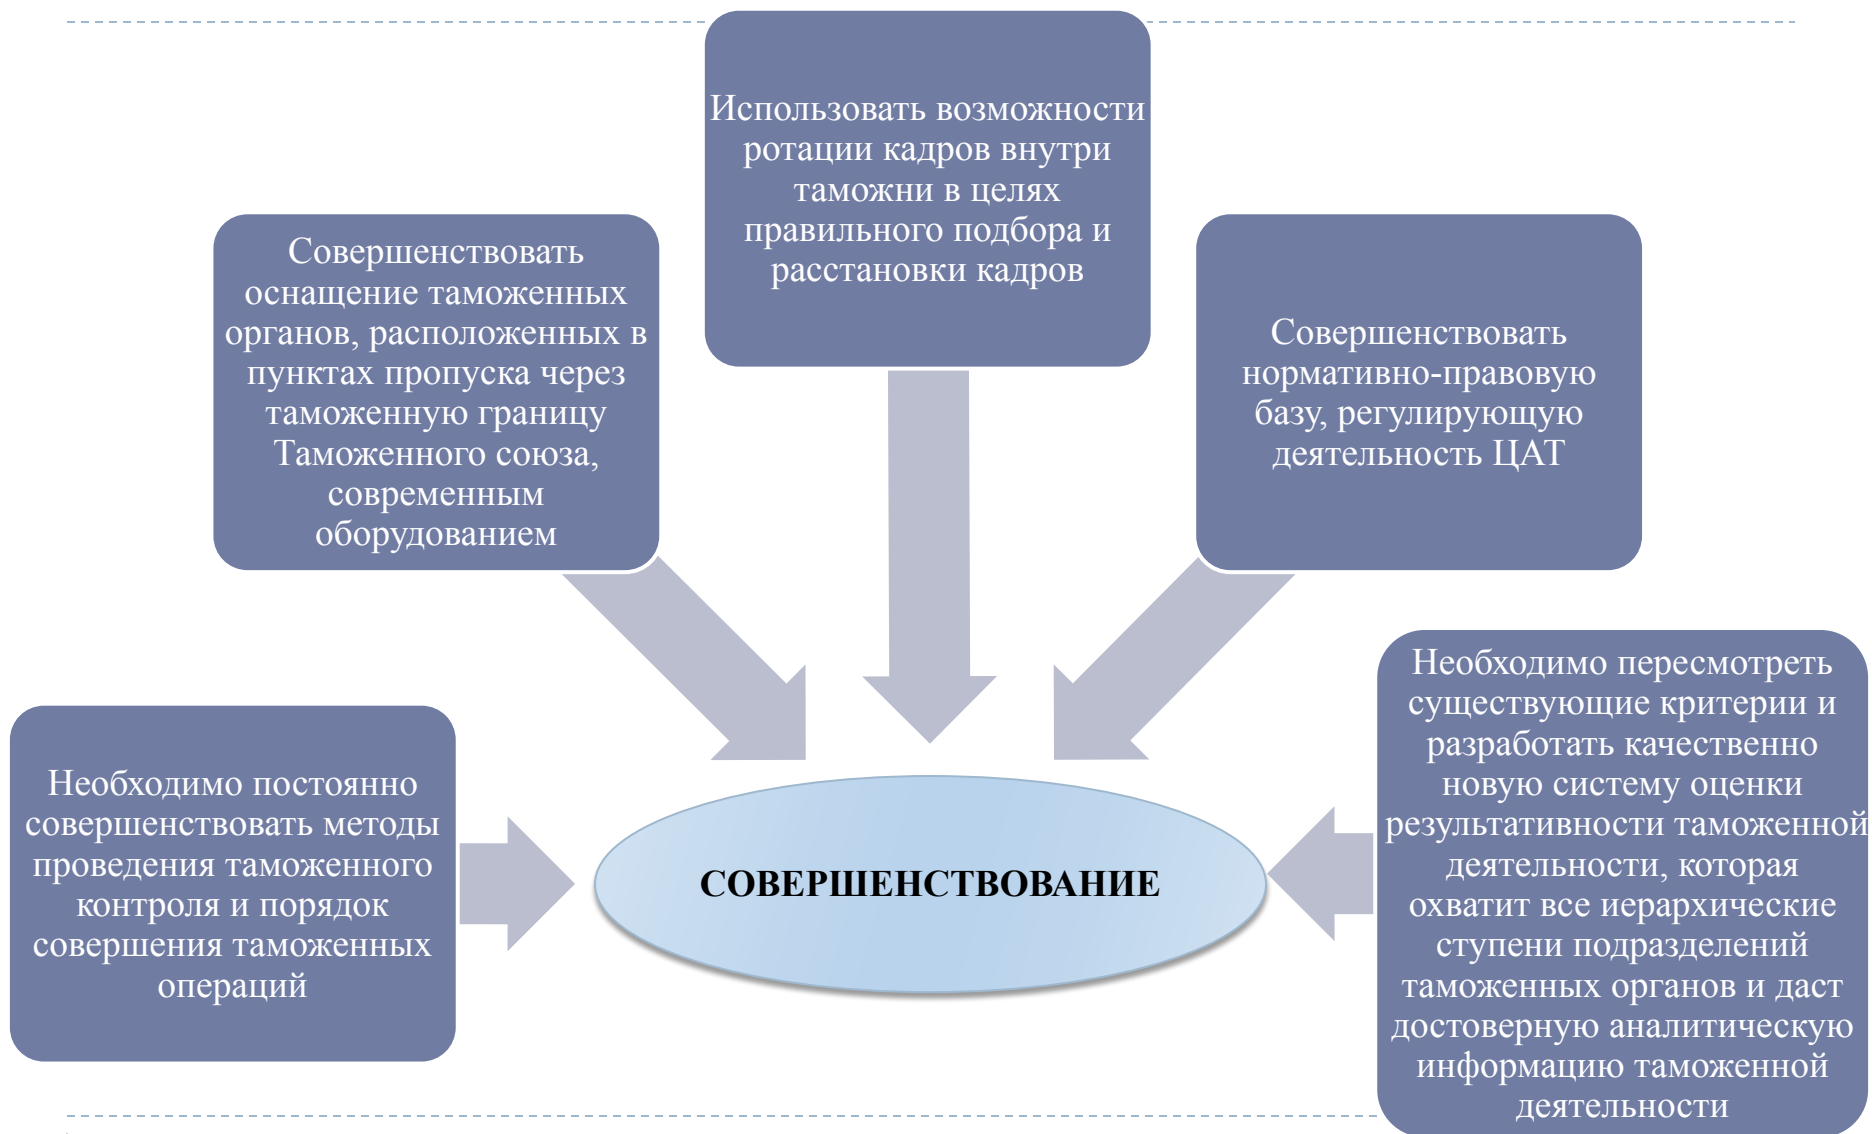 Использовать возможности
ротации кадров внутри
таможни в целях
правильного подбора и
расстановки кадров
Совершенствовать
оснащение таможенных
органов, расположенных в
пунктах пропуска через
таможенную границу
Таможенного союза,
современным
оборудованием
Совершенствовать
нормативно-правовую
базу, регулирующую
деятельность ЦАТ
Необходимо постоянно
совершенствовать методы
проведения таможенного
контроля и порядок
совершения таможенных
операций
СОВЕРШЕНСТВОВАНИЕ
Необходимо пересмотреть
существующие критерии и
разработать качественно
новую систему оценки
результативности таможенной
деятельности, которая
охватит все иерархические
ступени подразделений
таможенных органов и даст
достоверную аналитическую
информацию таможенной
деятельности